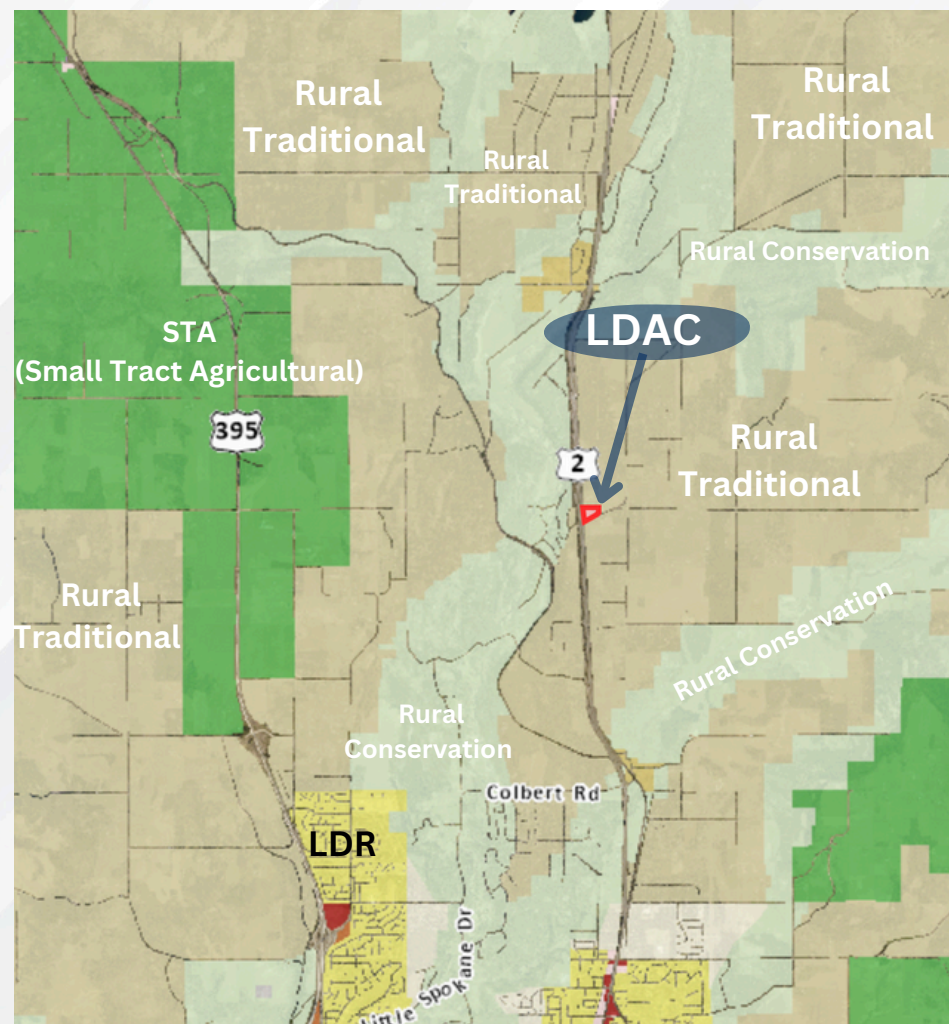 Rural
Traditional
Rural
Traditional
Rural
Traditional
Rural Conservation
LDAC
STA
(Small Tract Agricultural)
395
2
Rural
Traditional
Rural
Traditional
Rural Conservation
Rural
Conservation
Colbert Rd
LDR
Little Spokane Dr